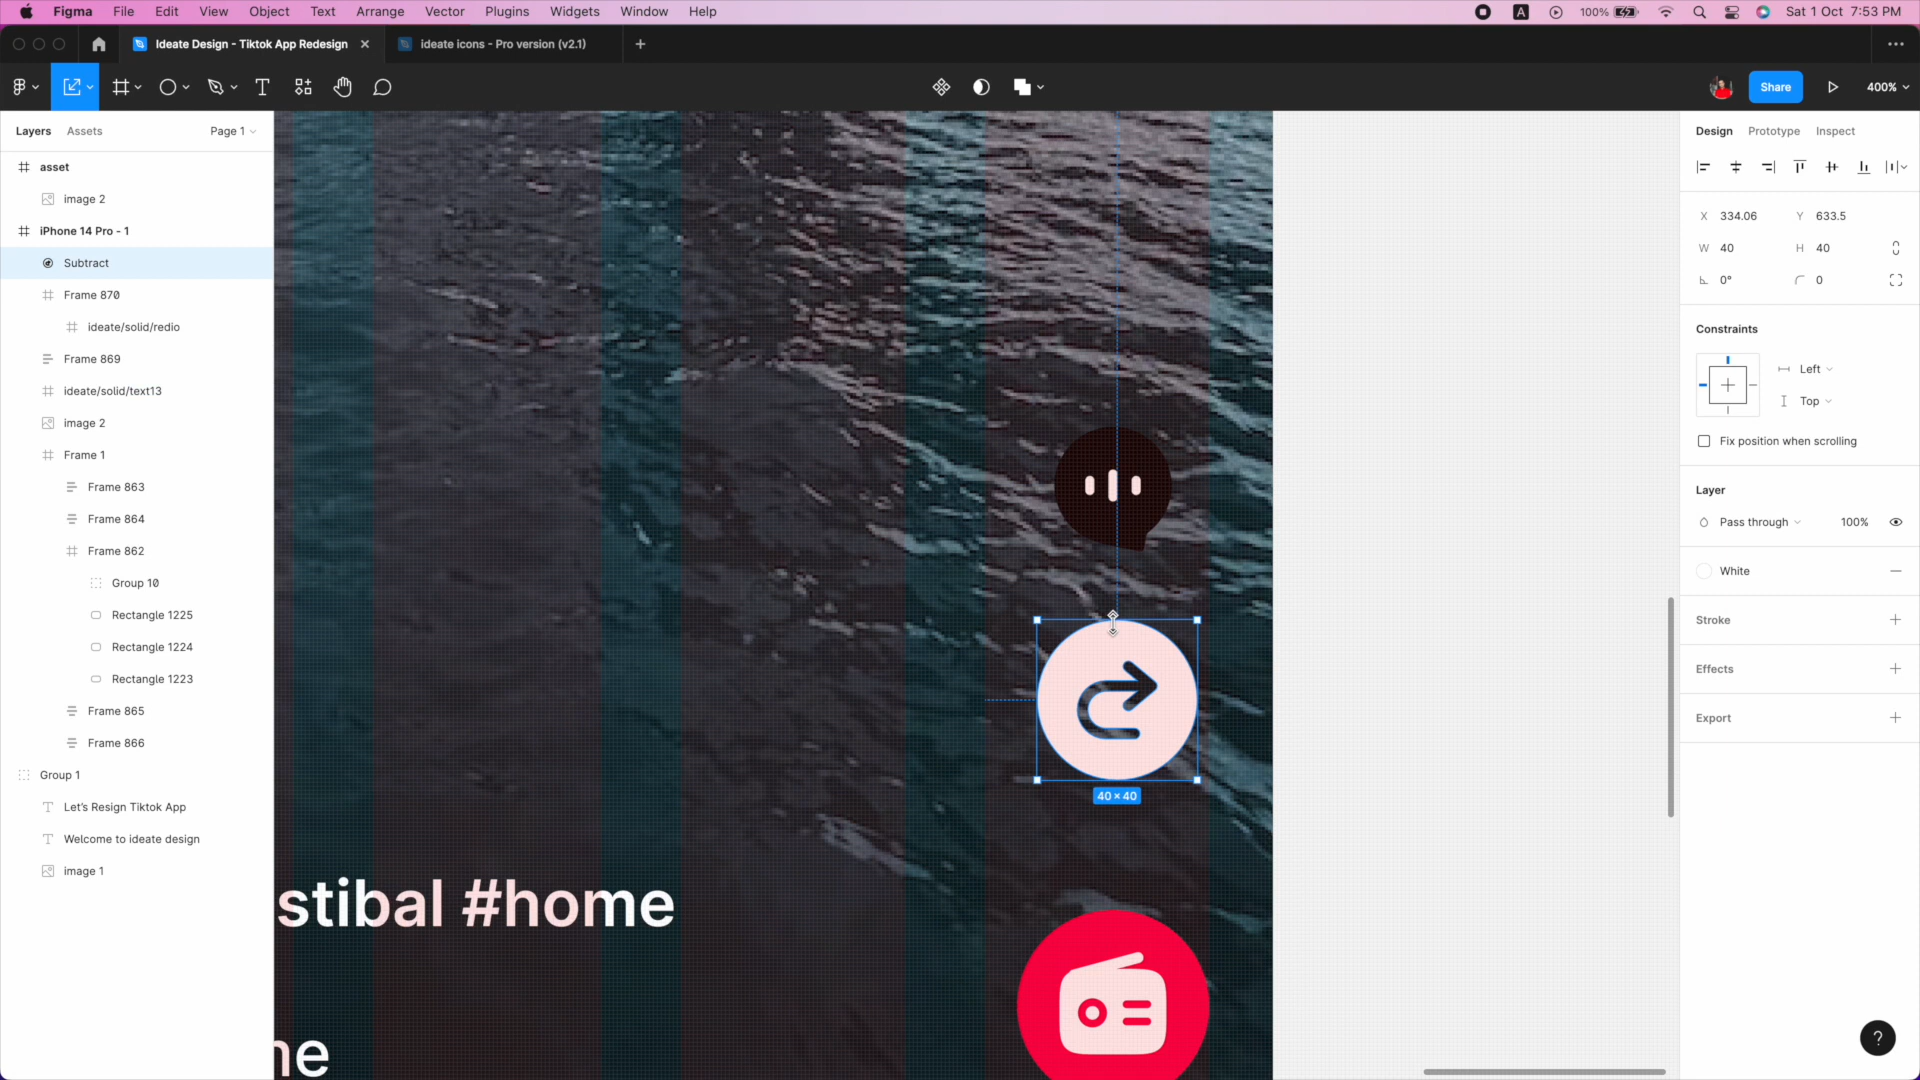 Figma File Edit View Object Text Arrange Vector Plugins Widgets Window Help
A 100% Sat 1 Oct 7:53 PM
Ideate Design - Tiktok App Redesign
ideate icons - Pro version (v2.1)
Share
400%
Layers Assets Page 1
asset
image 2
iPhone 14 Pro - 1
Subtract
Frame 870
ideate/solid/redio
Frame 869
ideate/solid/text13
image 2
Frame 1
Frame 863
Frame 864
Frame 862
Group 10
Rectangle 1225
Rectangle 1224
Rectangle 1223
Frame 865
Frame 866
Group 1
Let's Resign Tiktok App
Welcome to ideate design
image 1
40 × 40
stibal #home
ne
Design Prototype Inspect
X 334.06 Y 633.5
W 40 H 40
0° 0
Constraints
Left
Top
Fix position when scrolling
Layer
Pass through 100%
White
Stroke
Effects
Export
?